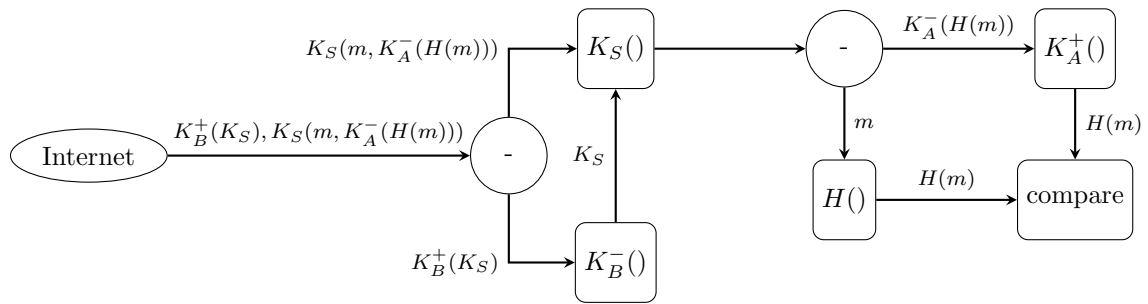 K_S(m, K_A^-(H(m)))
K_S()
-
K_A^-(H(m))
K_A^+()
Internet
K_B^+(K_S), K_S(m, K_A^-(H(m)))
-
K_S
m
H(m)
H()
H(m)
compare
K_B^+(K_S)
K_B^-()